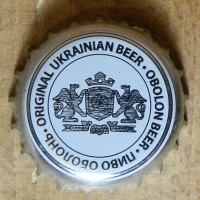 • ORIGINAL UKRAINIAN BEER • OBOLON BEER • ПИВО ОБОЛОНЬ